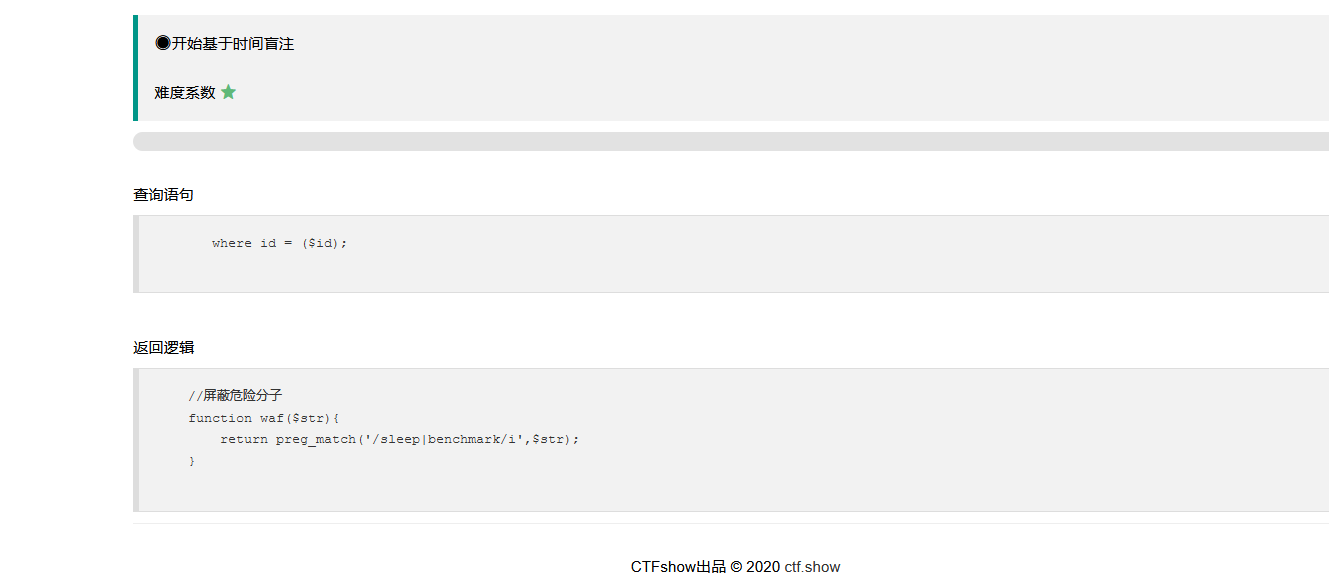 ◉开始基于时间盲注
难度系数 ★
查询语句
where id = ($id);
返回逻辑
//屏蔽危险分子
function waf($str){
    return preg_match('/sleep|benchmark/i',$str);
}
CTFshow出品 © 2020 ctf.show